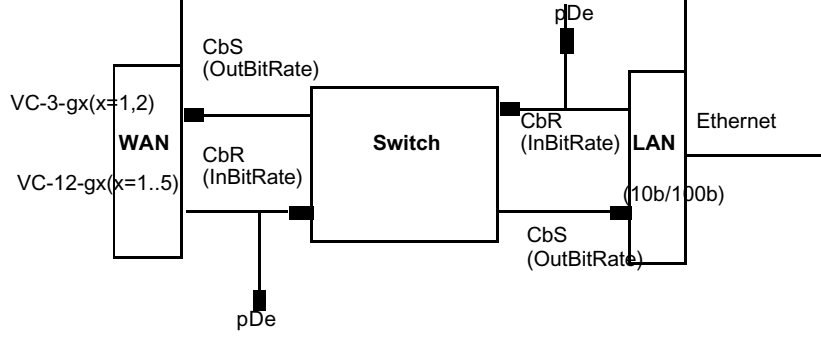 pDe
CbS
(OutBitRate)
VC-3-gx(x=1,2)
WAN
Switch
CbR
(InBitRate)
LAN
Ethernet
CbR
(InBitRate)
VC-12-gx(x=1..5)
(10b/100b)
CbS
(OutBitRate)
pDe